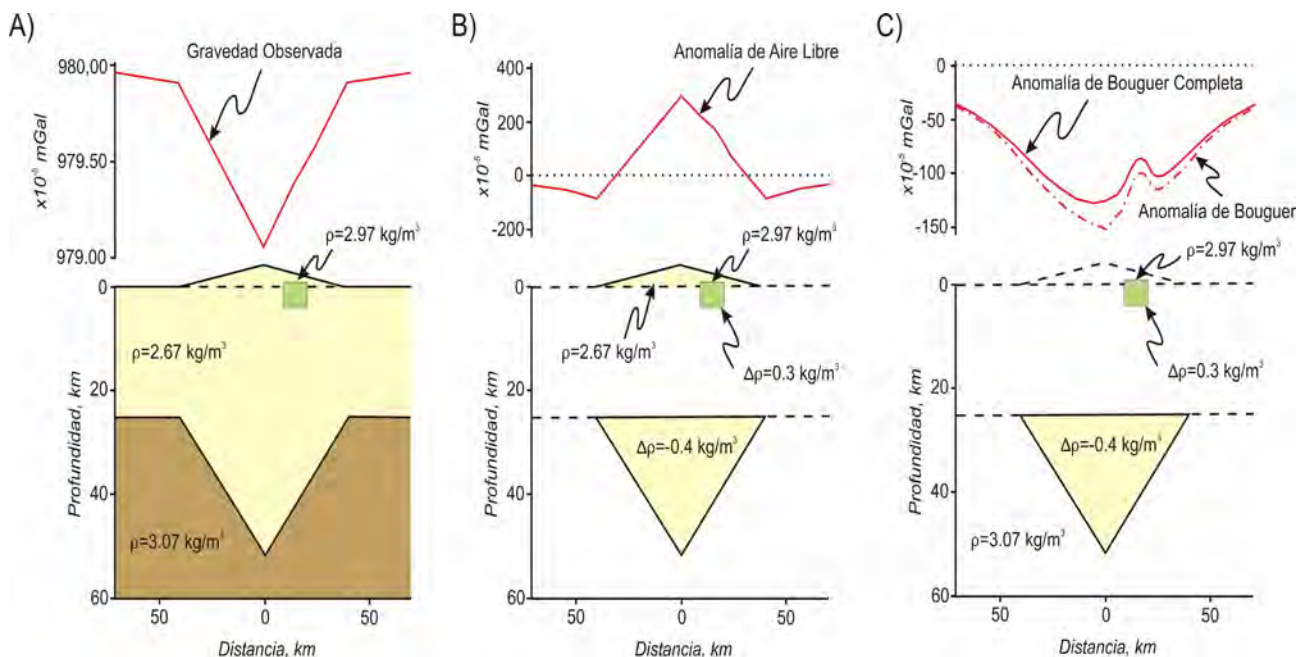 A)
Gravedad Observada
980,00
979.50
979.00
x10⁻⁵ mGal
ρ=2.97 kg/m³
0
ρ=2.67 kg/m³
20
40
60
Profundidad, km
ρ=3.07 kg/m³
50 0 50
Distancia, km
B)
Anomalía de Aire Libre
400
200
0
-200
x10⁻⁵ mGal
ρ=2.97 kg/m³
0
ρ=2.67 kg/m³
Δρ=0.3 kg/m³
20
40
60
Profundidad, km
Δρ=-0.4 kg/m³
50 0 50
Distancia, km
C)
0
-50
-100
-150
x10⁻⁵ mGal
Anomalía de Bouguer Completa
Anomalía de Bouguer
ρ=2.97 kg/m³
0
Δρ=0.3 kg/m³
20
40
60
Profundidad, km
Δρ=-0.4 kg/m³
ρ=3.07 kg/m³
50 0 50
Distancia, km